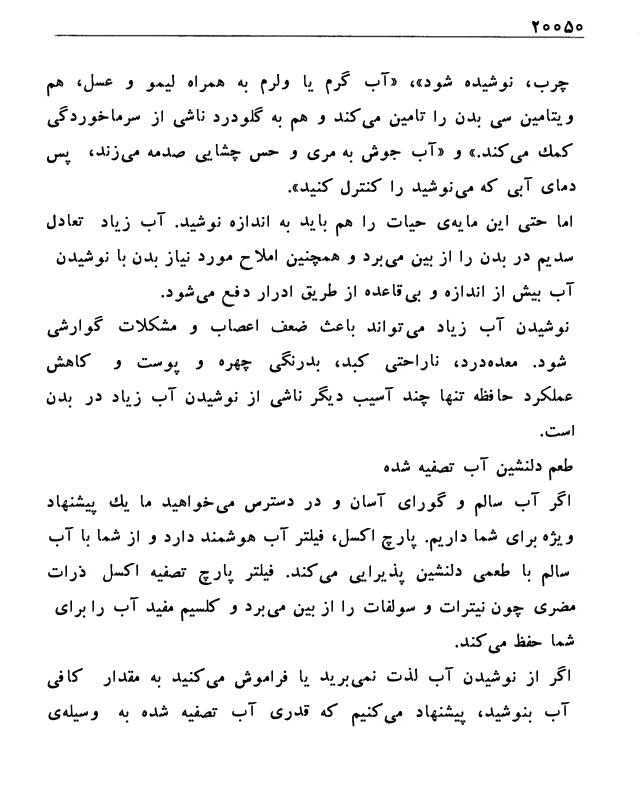 ۲۰۰۵۰
چرب، نوشیده شود»، «آب گرم یا ولرم به همراه لیمو و عسل، هم
ویتامین سی بدن را تامین می‌کند و هم به گلودرد ناشی از سرماخوردگی
کمك می‌کند.» و «آب جوش به مری و حس چشایی صدمه می‌زند، پس
دمای آبی که می‌نوشید را کنترل کنید».
اما حتی این مایه‌ی حیات را هم باید به اندازه نوشید. آب زیاد تعادل
سدیم در بدن را از بین می‌برد و همچنین املاح مورد نیاز بدن با نوشیدن
آب بیش از اندازه و بی‌قاعده از طریق ادرار دفع می‌شود.
نوشیدن آب زیاد می‌تواند باعث ضعف اعصاب و مشکلات گوارشی
شود. معده‌درد، ناراحتی کبد، بدرنگی چهره و پوست و کاهش
عملکرد حافظه تنها چند آسیب دیگر ناشی از نوشیدن آب زیاد در بدن
است.
طعم دلنشین آب تصفیه شده
اگر آب سالم و گورای آسان و در دسترس می‌خواهید ما یك پیشنهاد
ویژه برای شما داریم. پارچ اکسل، فیلتر آب هوشمند دارد و از شما با آب
سالم با طعمی دلنشین پذیرایی می‌کند. فیلتر پارچ تصفیه اکسل ذرات
مضری چون نیترات و سولفات را از بین می‌برد و کلسیم مفید آب را برای
شما حفظ می‌کند.
اگر از نوشیدن آب لذت نمی‌برید یا فراموش می‌کنید به مقدار کافی
آب بنوشید، پیشنهاد می‌کنیم که قدری آب تصفیه شده به وسیله‌ی